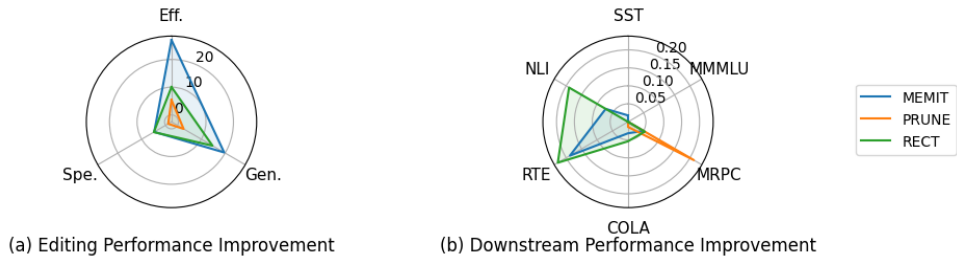 Eff.
20
10
0
Spe.
Gen.
(a) Editing Performance Improvement
SST
0.20
0.15
0.10
0.05
NLI
MMMLU
RTE
MRPC
COLA
(b) Downstream Performance Improvement
MEMIT
PRUNE
RECT